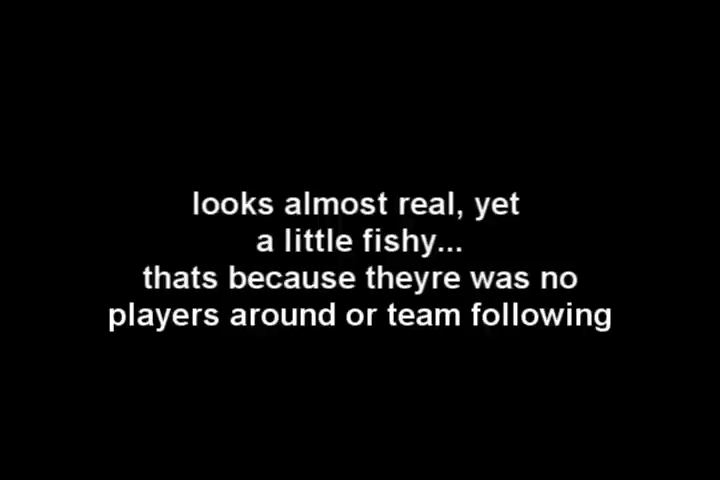 looks almost real, yet
a little fishy...
thats because theyre was no
players around or team following